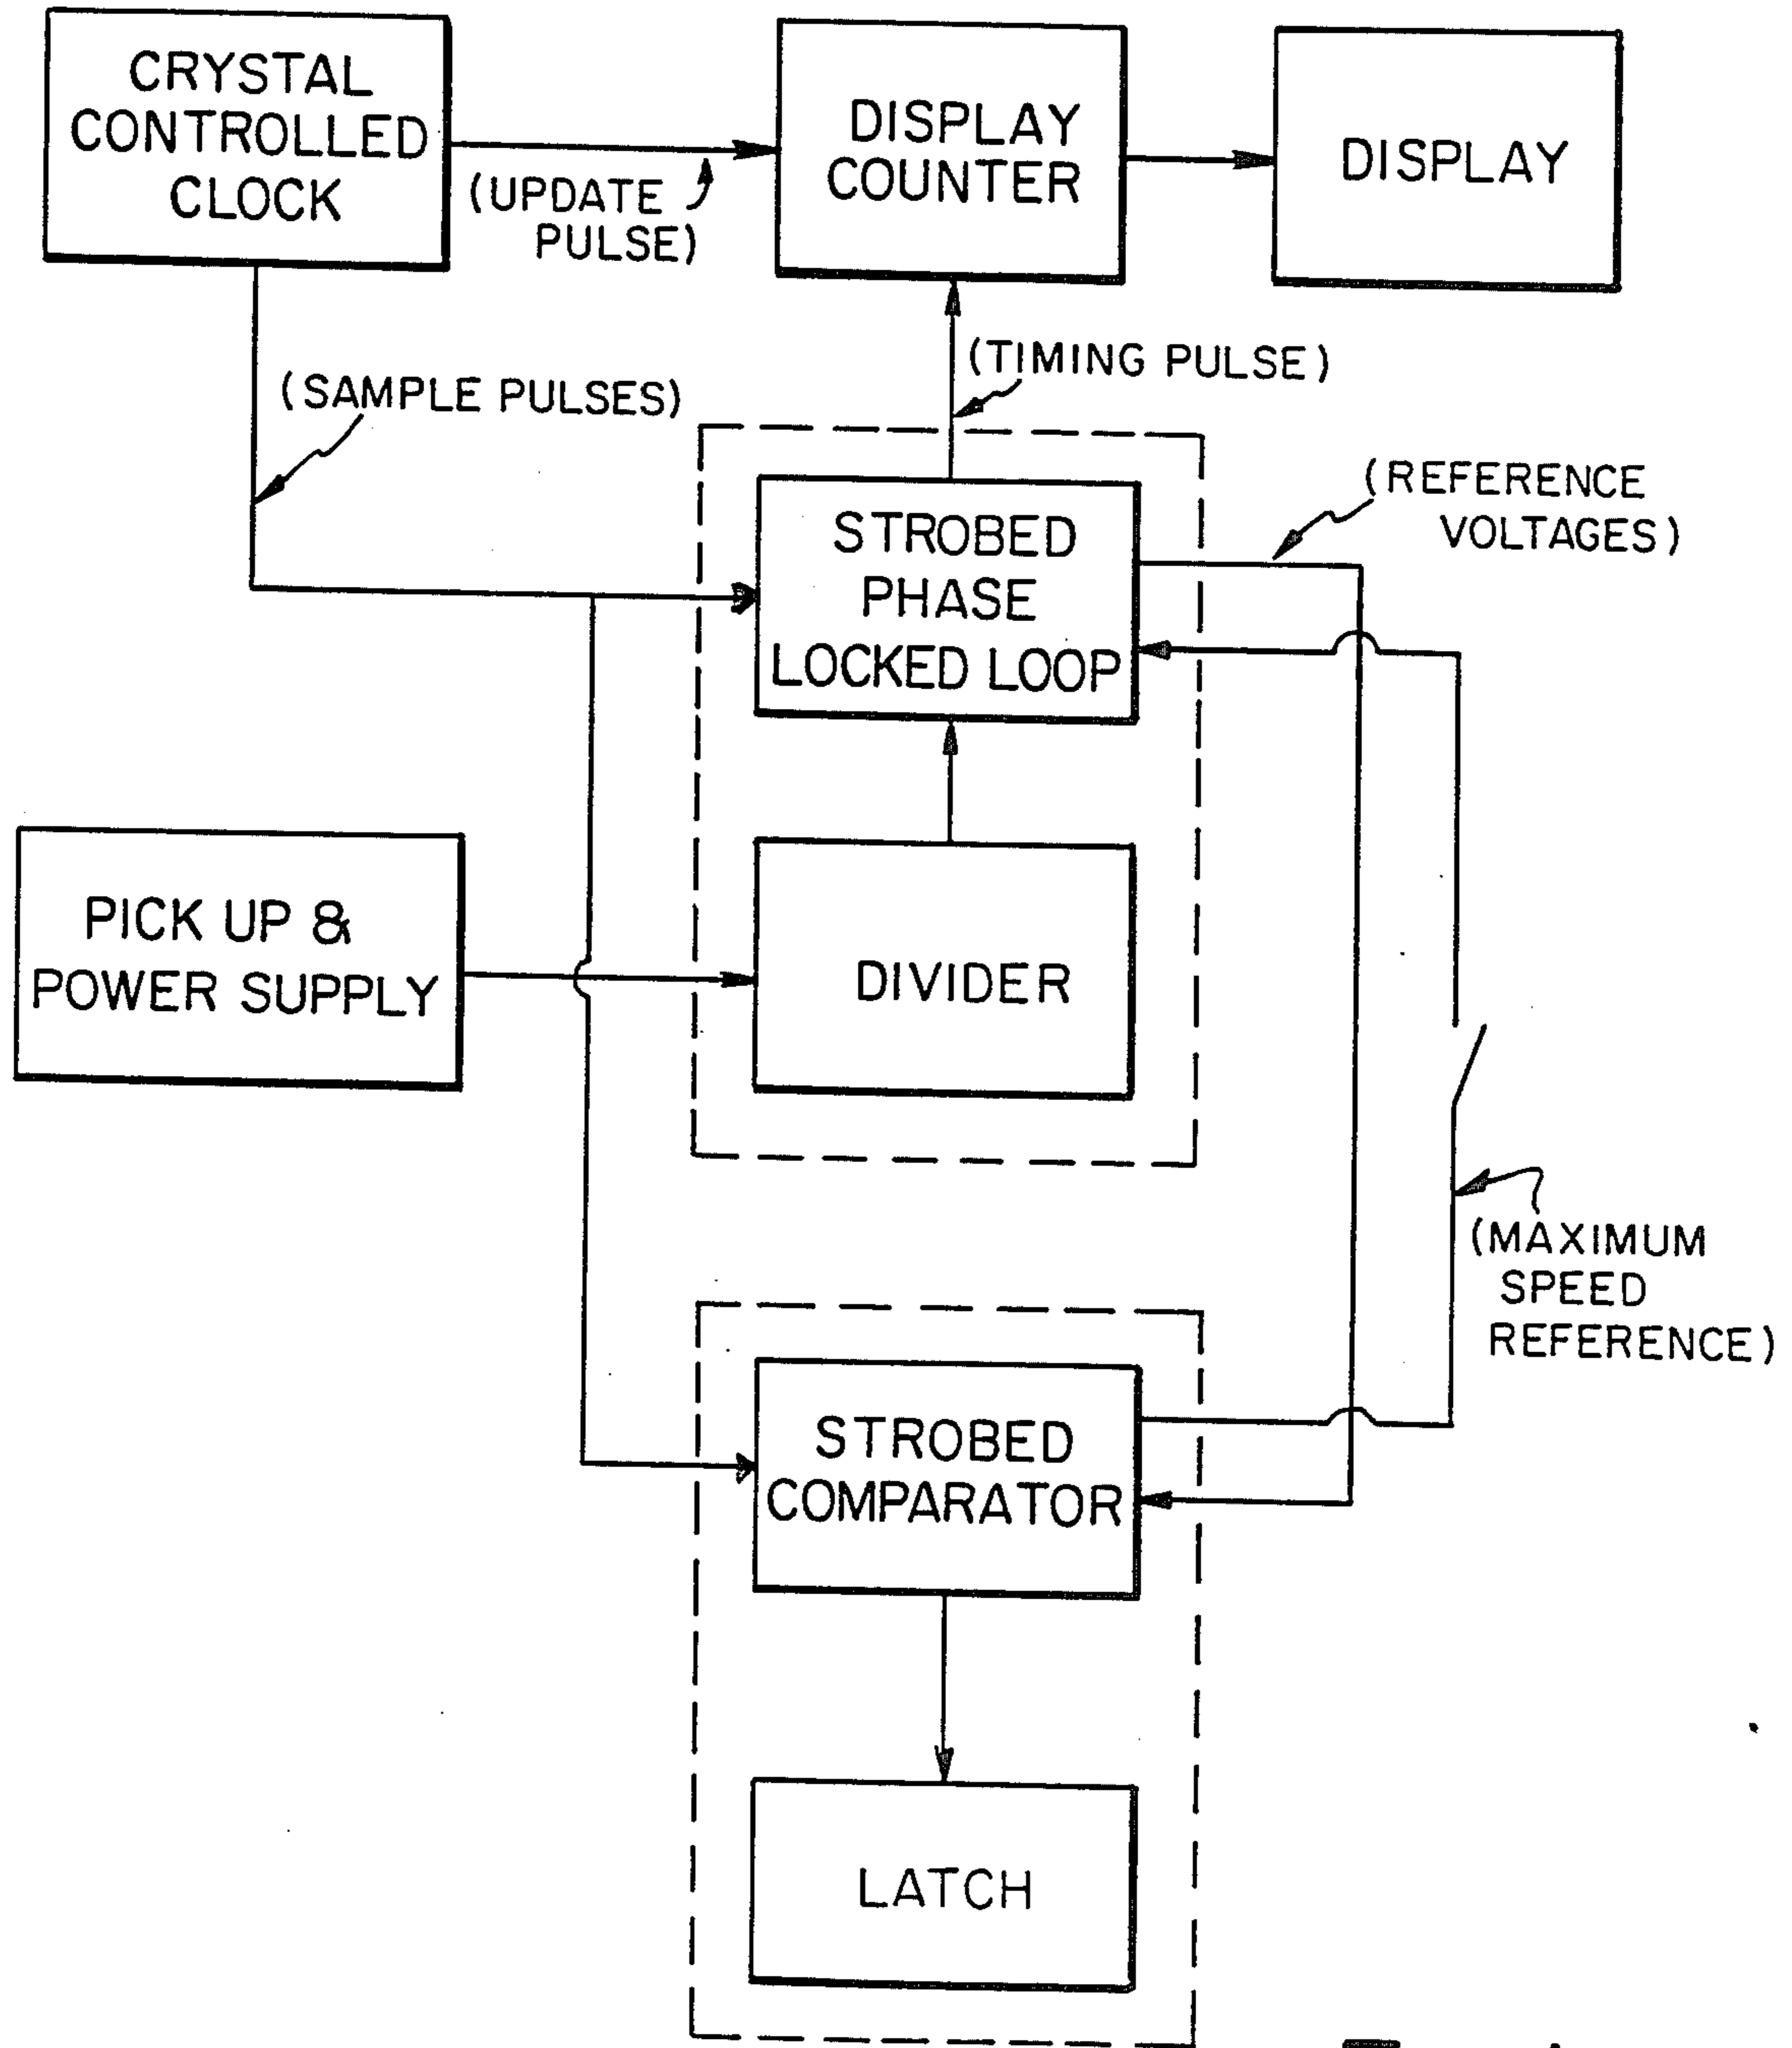 CRYSTAL
CONTROLLED
CLOCK
(UPDATE
PULSE)
DISPLAY
COUNTER
DISPLAY
(SAMPLE PULSES)
(TIMING PULSE)
STROBED
PHASE
LOCKED LOOP
(REFERENCE
VOLTAGES)
PICK UP &
POWER SUPPLY
DIVIDER
(MAXIMUM
SPEED
REFERENCE)
STROBED
COMPARATOR
LATCH